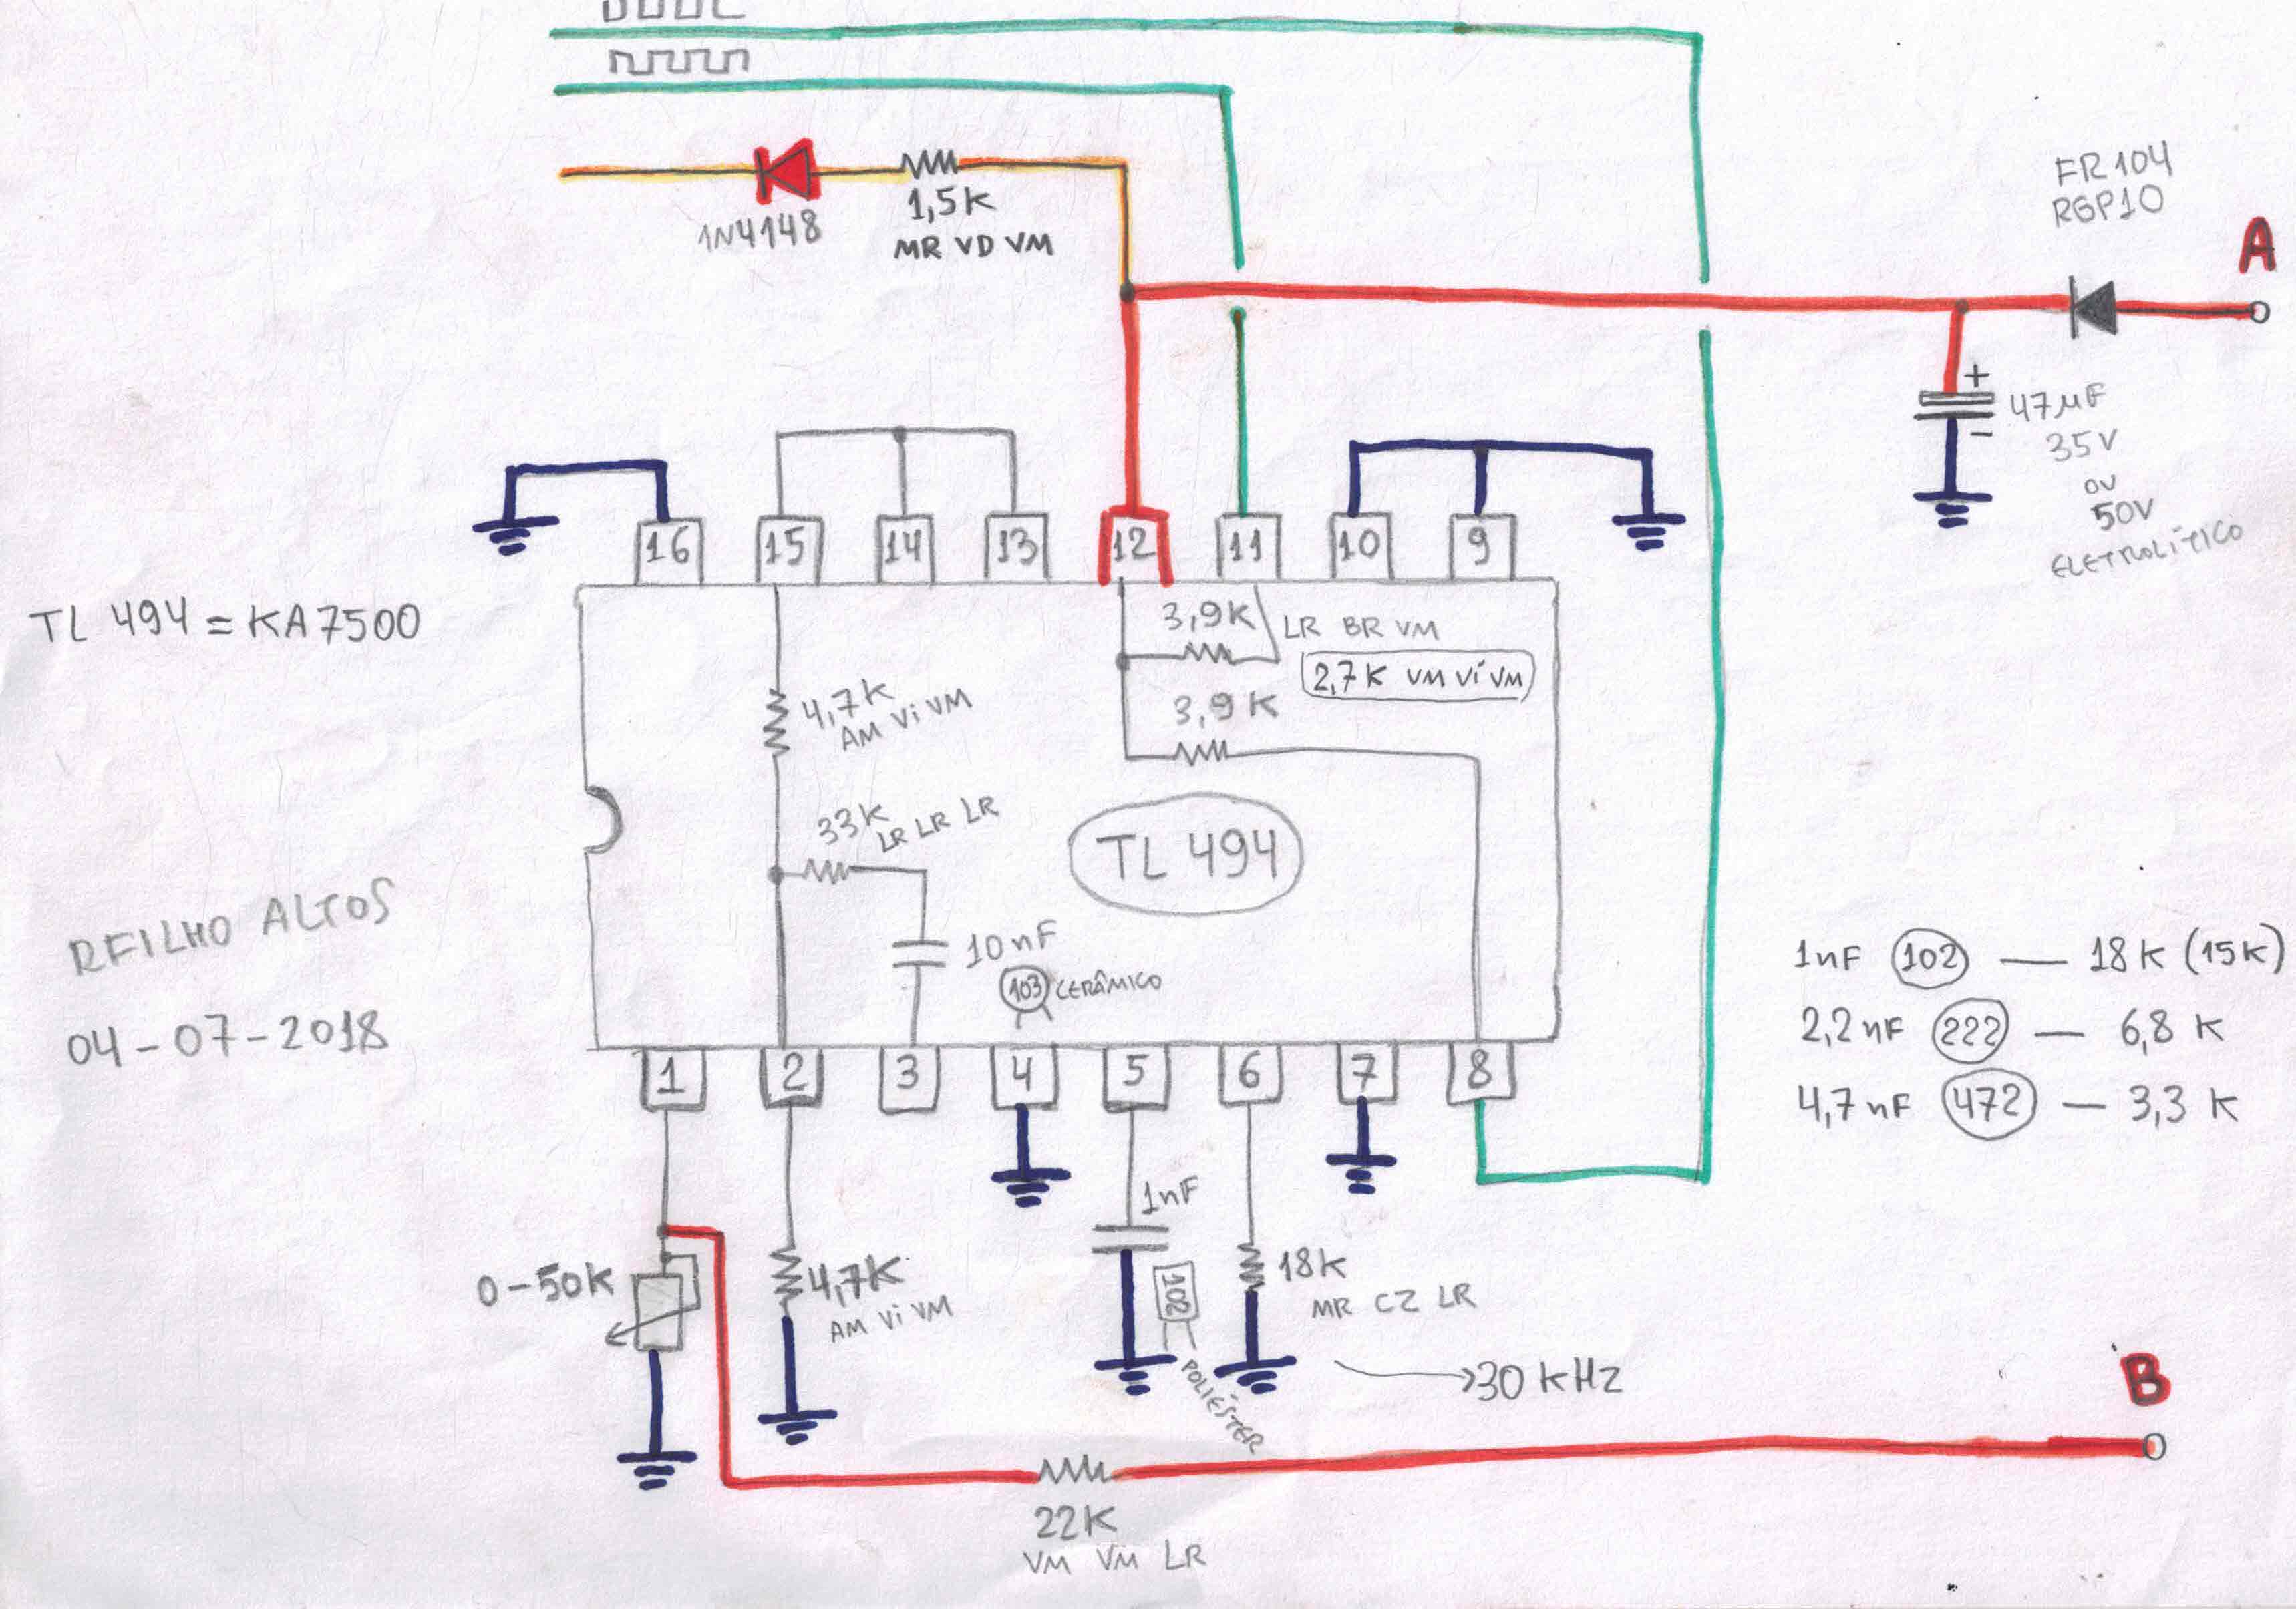 1N4148
1,5K
MR VD VM
FR104
RGP10
A
+
47µF
-
35V
OU
50V
ELETROLÍTICO
16
15
14
13
12
11
10
9
TL 494 = KA7500
3,9K
LR BR VM
2,7K VM Vi VM
3,9K
4,7K
AM Vi VM
33K
LR LR LR
TL 494
10nF
103 CERÂMICO
RFILHO ALTOS
04-07-2018
1nF 102 — 18K (15K)
2,2nF 222 — 6,8 K
4,7nF 472 — 3,3 K
1
2
3
4
5
6
7
8
0-50K
4,7K
AM Vi VM
1nF
102
POLIÉSTER
18K
MR CZ LR
30 KHZ
B
22K
VM VM LR